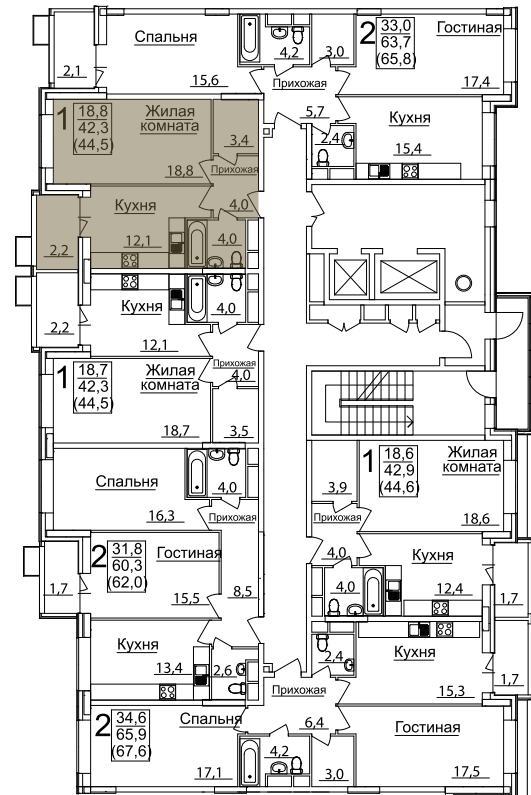 Спальня
4,2
3,0
2
33,0
63,7
(65,8)
Гостиная
2,1
15,6
Прихожая
17,4
1
18,8
42,3
(44,5)
Жилая
комната
3,4
5,7
2,4
Кухня
15,4
18,8
Прихожая
Кухня
4,0
12,1
4,0
2,2
Кухня
4,0
2,2
12,1
Прихожая
4,0
1
18,7
42,3
(44,5)
Жилая
комната
18,7
3,5
1
18,6
42,9
(44,6)
Жилая
комната
Спальня
4,0
3,9
16,3
Прихожая
Прихожая
18,6
2
31,8
60,3
(62,0)
Гостиная
4,0
Кухня
1,7
15,5
8,5
4,0
12,4
1,7
Кухня
13,4
2,6
2,4
Кухня
1,7
Прихожая
15,3
2
34,6
65,9
(67,6)
Спальня
6,4
Гостиная
17,1
4,2
3,0
17,5